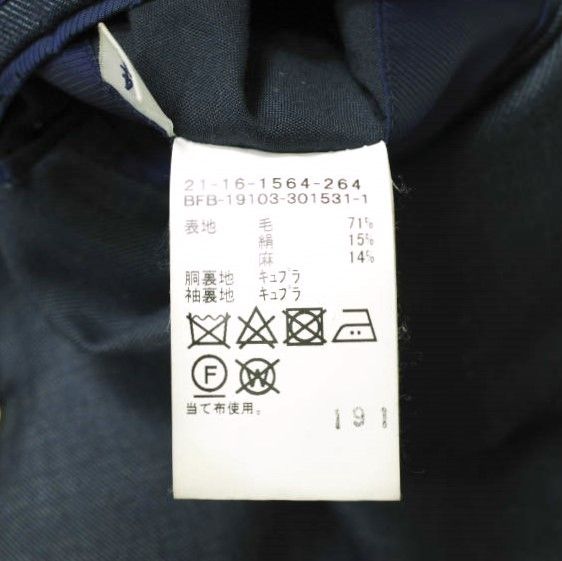 21-16-1564-264
BFB-19103-301531-1
表地 毛 71%
絹 15%
麻 14%
胴裏地 キュプラ
袖裏地 キュプラ
F W
当て布使用。
191